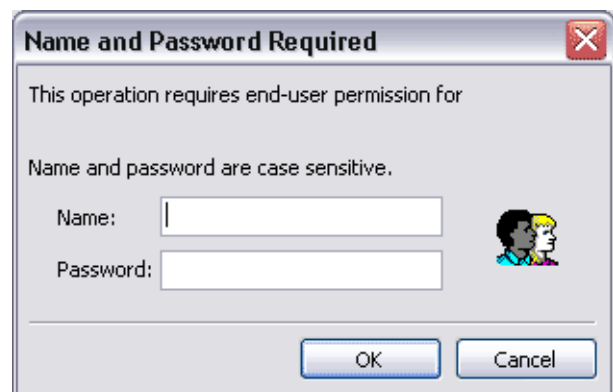 Name and Password Required
This operation requires end-user permission for
Name and password are case sensitive.
Name:
Password:
OK
Cancel